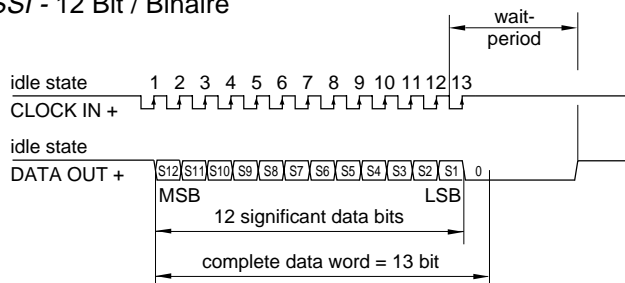 SSI - 12 Bit / Binaire
wait-
period
idle state
1 2 3 4 5 6 7 8 9 10 11 12 13
CLOCK IN +
idle state
DATA OUT +
S12 S11 S10 S9 S8 S7 S6 S5 S4 S3 S2 S1 0
MSB LSB
12 significant data bits
complete data word = 13 bit